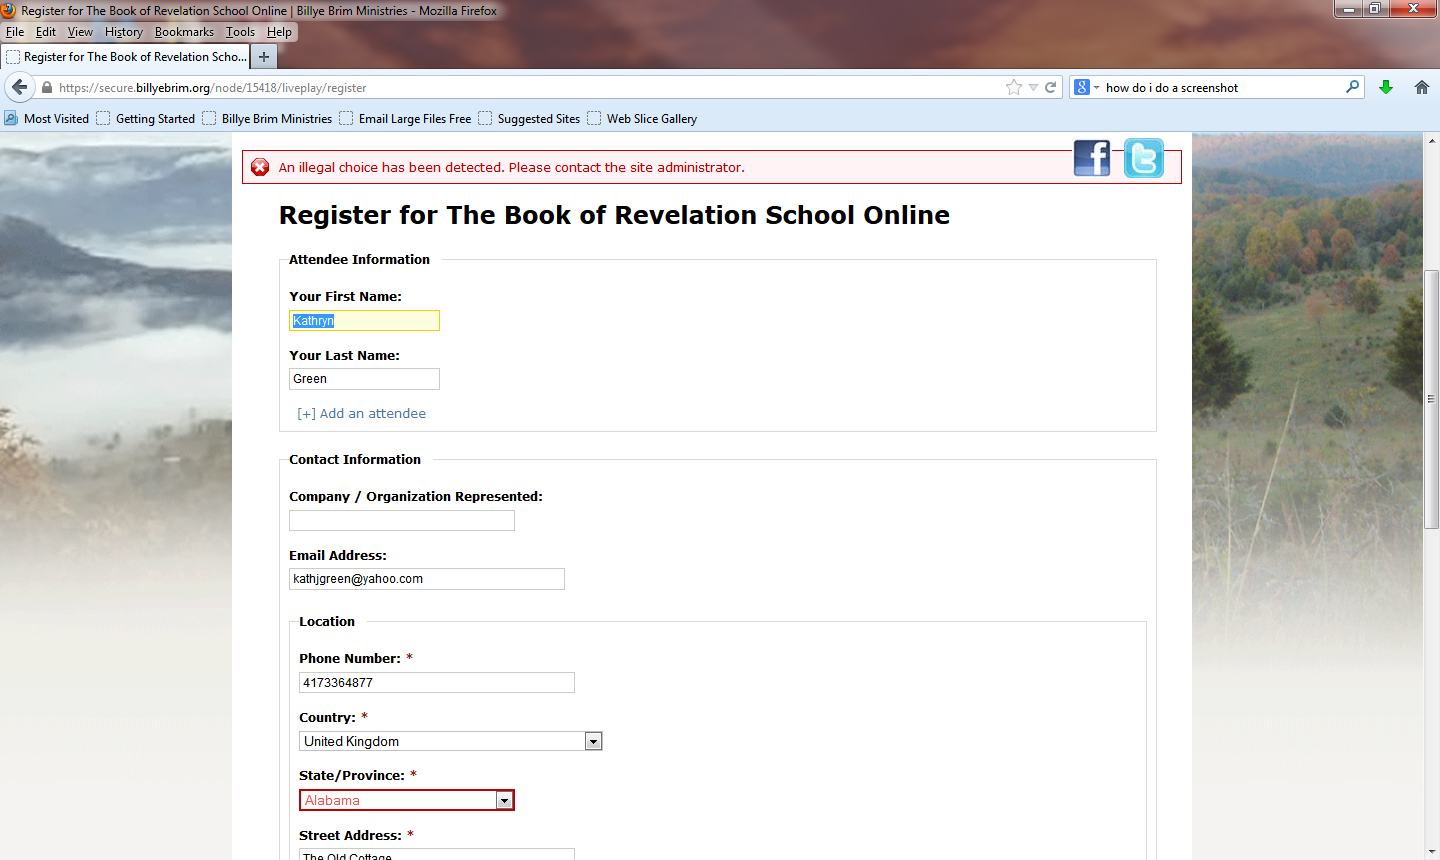 Register for The Book of Revelation School Online | Billye Brim Ministries - Mozilla Firefox
File Edit View History Bookmarks Tools Help
Register for The Book of Revelation Scho...
https://secure.billyebrim.org/node/15418/liveplay/register
how do i do a screenshot
Most Visited Getting Started Billye Brim Ministries Email Large Files Free Suggested Sites Web Slice Gallery
An illegal choice has been detected. Please contact the site administrator.
Register for The Book of Revelation School Online
Attendee Information
Your First Name:
Kathryn
Your Last Name:
Green
[+] Add an attendee
Contact Information
Company / Organization Represented:
Email Address:
kathjgreen@yahoo.com
Location
Phone Number: *
4173364877
Country: *
United Kingdom
State/Province: *
Alabama
Street Address: *
The Old Cottage